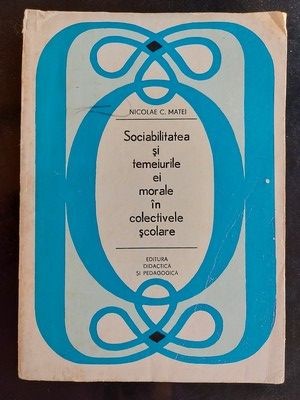 NICOLAE C. MATEI
Sociabilitatea
și
temeiurile
ei
morale
în
colectivele
școlare
EDITURA
DIDACTICĂ
ȘI PEDAGOGICĂ